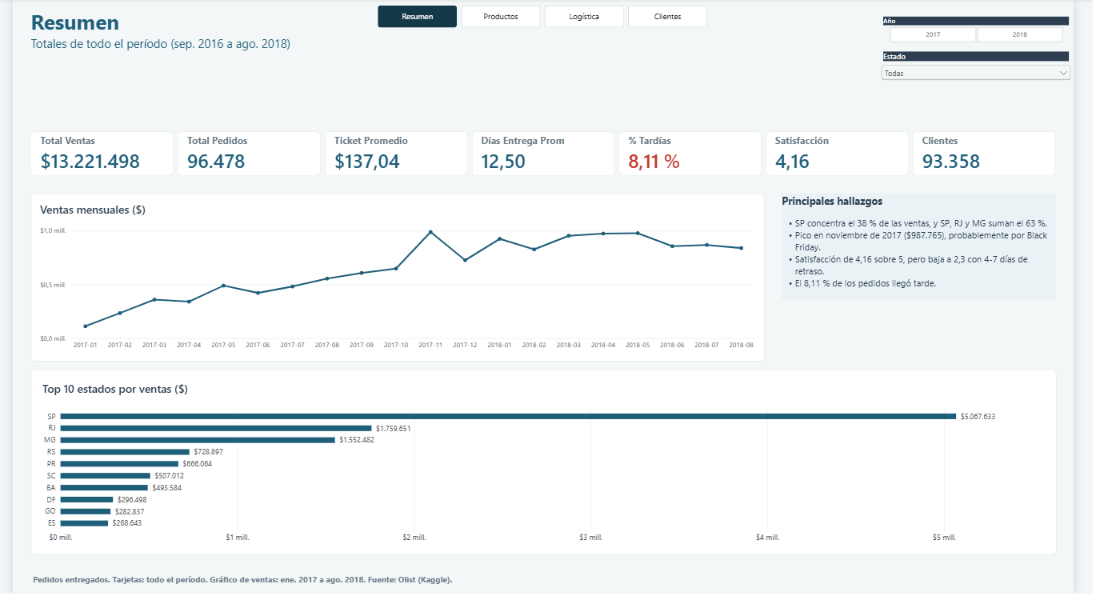 Resumen
Totales de todo el período (sep. 2016 a ago. 2018)
Resumen
Productos
Logística
Clientes
Año
2017
2018
Estado
Todas
Total Ventas
$13.221.498
Total Pedidos
96.478
Ticket Promedio
$137,04
Días Entrega Prom
12,50
% Tardías
8,11 %
Satisfacción
4,16
Clientes
93.358
Ventas mensuales ($)
$1,0 mill.
$0,5 mill.
$0,0 mill.
2017-01 2017-02 2017-03 2017-04 2017-05 2017-06 2017-07 2017-08 2017-09 2017-10 2017-11 2017-12 2018-01 2018-02 2018-03 2018-04 2018-05 2018-06 2018-07 2018-08
Principales hallazgos
• SP concentra el 38 % de las ventas, y SP, RJ y MG suman el 63 %.
• Pico en noviembre de 2017 ($987.765), probablemente por Black
Friday.
• Satisfacción de 4,16 sobre 5, pero baja a 2,3 con 4-7 días de
retraso.
• El 8,11 % de los pedidos llegó tarde.
Top 10 estados por ventas ($)
SP $5.067.633
RJ $1.759.651
MG $1.552.482
RS $728.897
PR $666.064
SC $507.012
BA $493.584
DF $296.498
GO $282.837
ES $268.643
$0 mill. $1 mill. $2 mill. $3 mill. $4 mill. $5 mill.
Pedidos entregados. Tarjetas: todo el período. Gráfico de ventas: ene. 2017 a ago. 2018. Fuente: Olist (Kaggle).